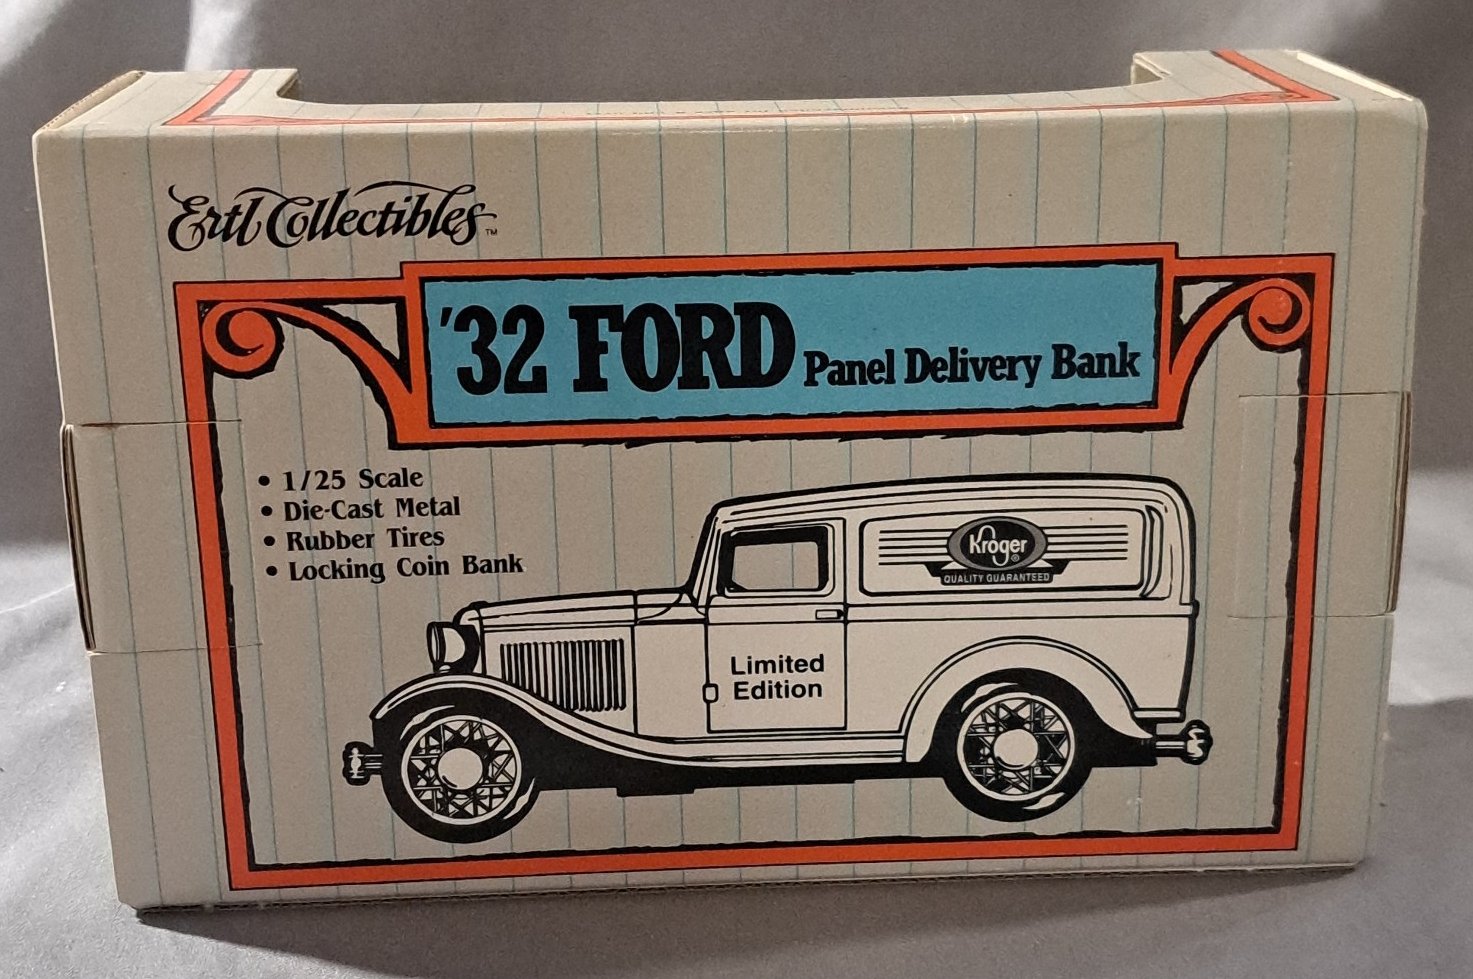 Ertl Collectibles™
'32 FORD Panel Delivery Bank
• 1/25 Scale
• Die-Cast Metal
• Rubber Tires
• Locking Coin Bank
Kroger®
QUALITY GUARANTEED
Limited
Edition